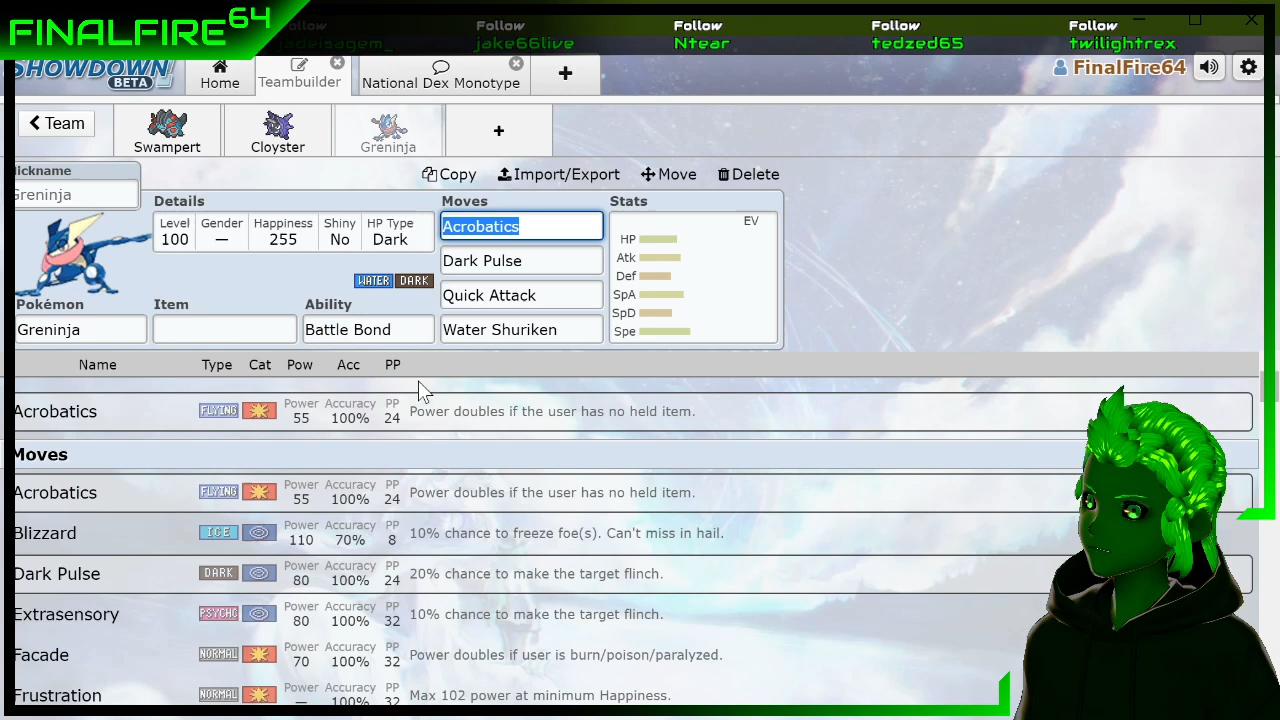 FINALFIRE64
Follow Follow Follow Follow Follow
jadeisagem_ jake66live Ntear tedzed65 twilightrex
SHOWDOWN
BETA
Home
Teambuilder
National Dex Monotype
+
FinalFire64
Team
Swampert
Cloyster
Greninja
+
ickname
Greninja
Copy Import/Export Move Delete
Details
Level Gender Happiness Shiny HP Type
100 — 255 No Dark
WATER DARK
Pokémon Item Ability
Greninja Battle Bond
Moves
Acrobatics
Dark Pulse
Quick Attack
Water Shuriken
Stats
EV
HP
Atk
Def
SpA
SpD
Spe
Name Type Cat Pow Acc PP
Acrobatics FLYING Power 55 Accuracy 100% PP 24 Power doubles if the user has no held item.
Moves
Acrobatics FLYING Power 55 Accuracy 100% PP 24 Power doubles if the user has no held item.
Blizzard ICE Power 110 Accuracy 70% PP 8 10% chance to freeze foe(s). Can't miss in hail.
Dark Pulse DARK Power 80 Accuracy 100% PP 24 20% chance to make the target flinch.
Extrasensory PSYCHC Power 80 Accuracy 100% PP 32 10% chance to make the target flinch.
Facade NORMAL Power 70 Accuracy 100% PP 32 Power doubles if user is burn/poison/paralyzed.
Frustration NORMAL Power — Accuracy 100% PP 32 Max 102 power at minimum Happiness.